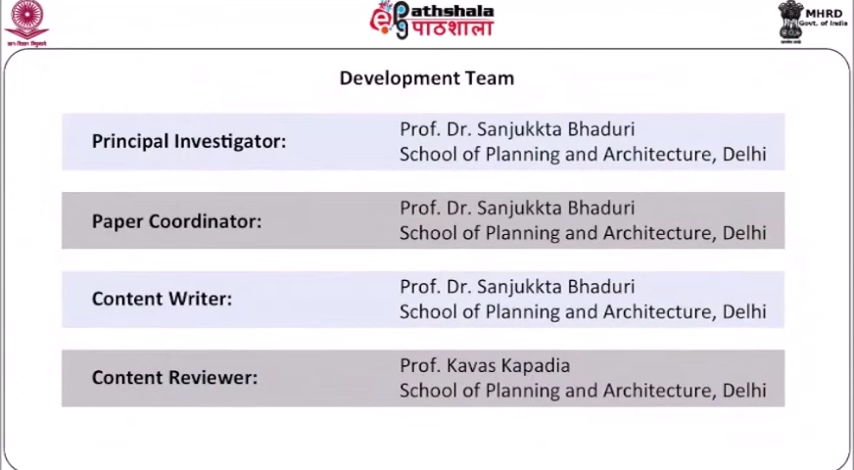 ePathshala
पाठशाला
MHRD
Govt. of India
Development Team
Principal Investigator:
Prof. Dr. Sanjukkta Bhaduri
School of Planning and Architecture, Delhi
Paper Coordinator:
Prof. Dr. Sanjukkta Bhaduri
School of Planning and Architecture, Delhi
Content Writer:
Prof. Dr. Sanjukkta Bhaduri
School of Planning and Architecture, Delhi
Content Reviewer:
Prof. Kavas Kapadia
School of Planning and Architecture, Delhi